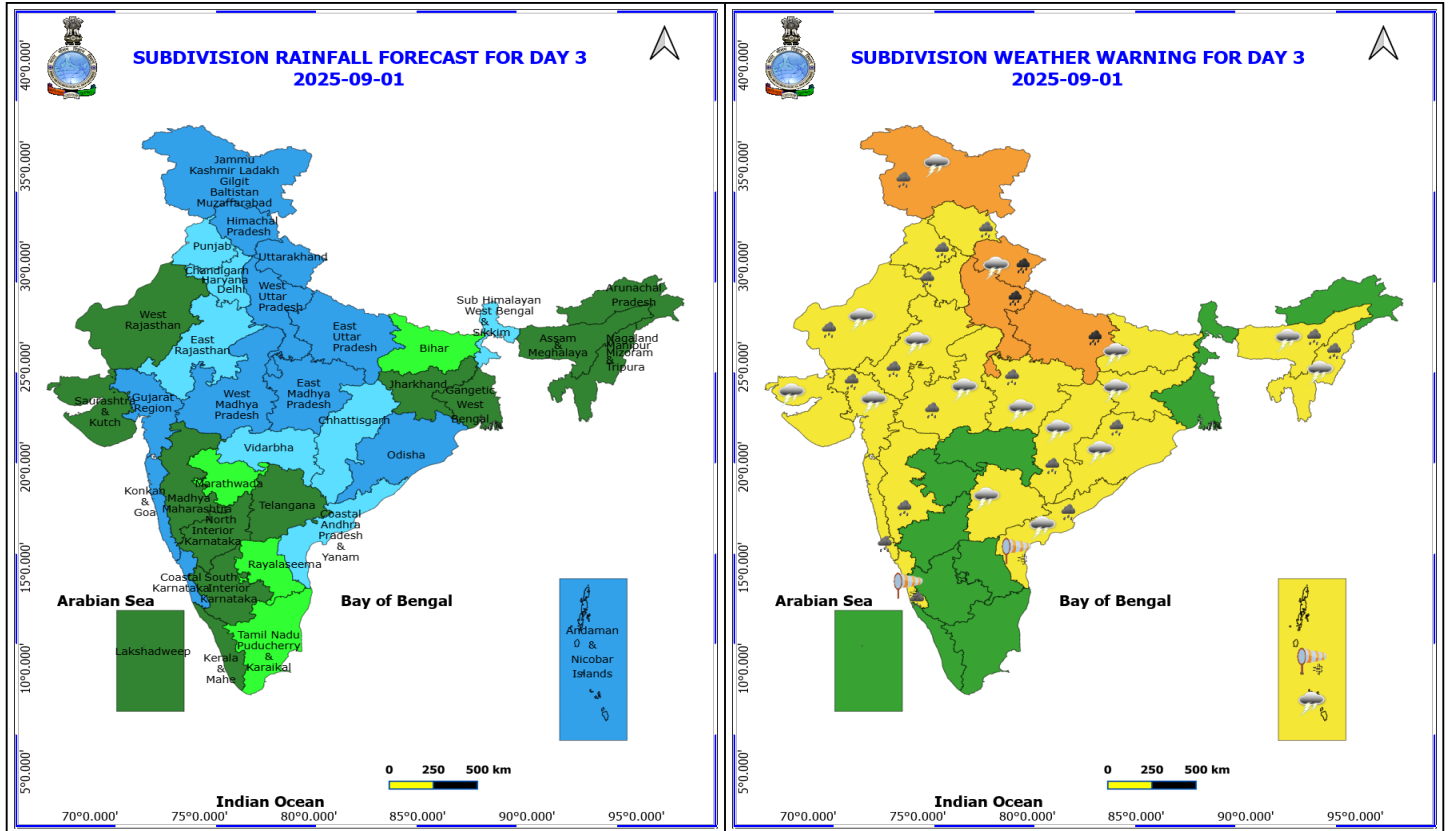 SUBDIVISION RAINFALL FORECAST FOR DAY 3
2025-09-01
40°0.000'
35°0.000'
30°0.000'
25°0.000'
20°0.000'
15°0.000'
10°0.000'
5°0.000'
Jammu
Kashmir Ladakh
Gilgit
Baltistan
Muzaffarabad
Himachal
Pradesh
Punjab
Uttarakhand
Chandigarh
Haryana
Delhi
West
Uttar
Pradesh
West
Rajasthan
East
Rajasthan
East
Uttar
Pradesh
Bihar
Sub Himalayan
West Bengal
&
Sikkim
Arunachal
Pradesh
Assam
&
Meghalaya
Nagaland
Manipur
Mizoram
&
Tripura
Jharkhand
Gangetic
West
Bengal
Saurashtra
&
Kutch
Gujarat
Region
West
Madhya
Pradesh
East
Madhya
Pradesh
Chhattisgarh
Vidarbha
Odisha
Konkan
&
Goa
Madhya
Maharashtra
Marathwada
Telangana
North
Interior
Karnataka
Coastal
Andhra
Pradesh
&
Yanam
Rayalaseema
Coastal
Karnataka
South
Interior
Karnataka
Tamil Nadu
Puducherry
&
Karaikal
Kerala
&
Mahe
Lakshadweep
Arabian Sea
Bay of Bengal
Andaman
&
Nicobar
Islands
0 250 500 km
Indian Ocean
70°0.000' 75°0.000' 80°0.000' 85°0.000' 90°0.000' 95°0.000'
SUBDIVISION WEATHER WARNING FOR DAY 3
2025-09-01
40°0.000'
35°0.000'
30°0.000'
25°0.000'
20°0.000'
15°0.000'
10°0.000'
5°0.000'
Arabian Sea
Bay of Bengal
0 250 500 km
Indian Ocean
70°0.000' 75°0.000' 80°0.000' 85°0.000' 90°0.000' 95°0.000'